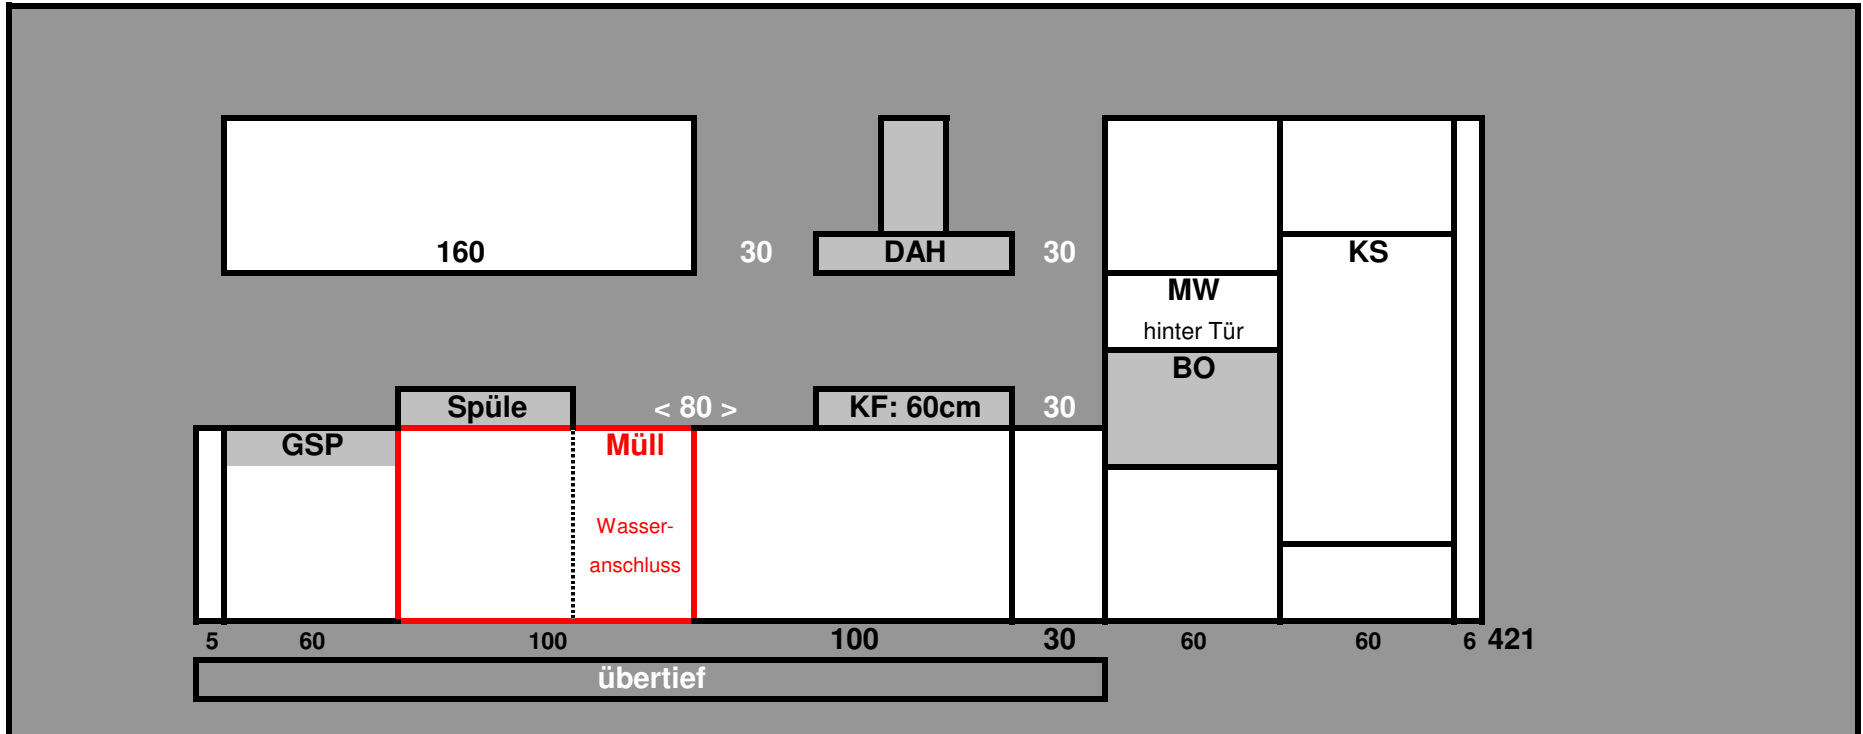 160 30 DAH 30 KS
MW
hinter Tür
BO
Spüle < 80 > KF: 60cm 30
GSP Müll
Wasser-
anschluss
5 60 100 100 30 60 60 6 421
übertief